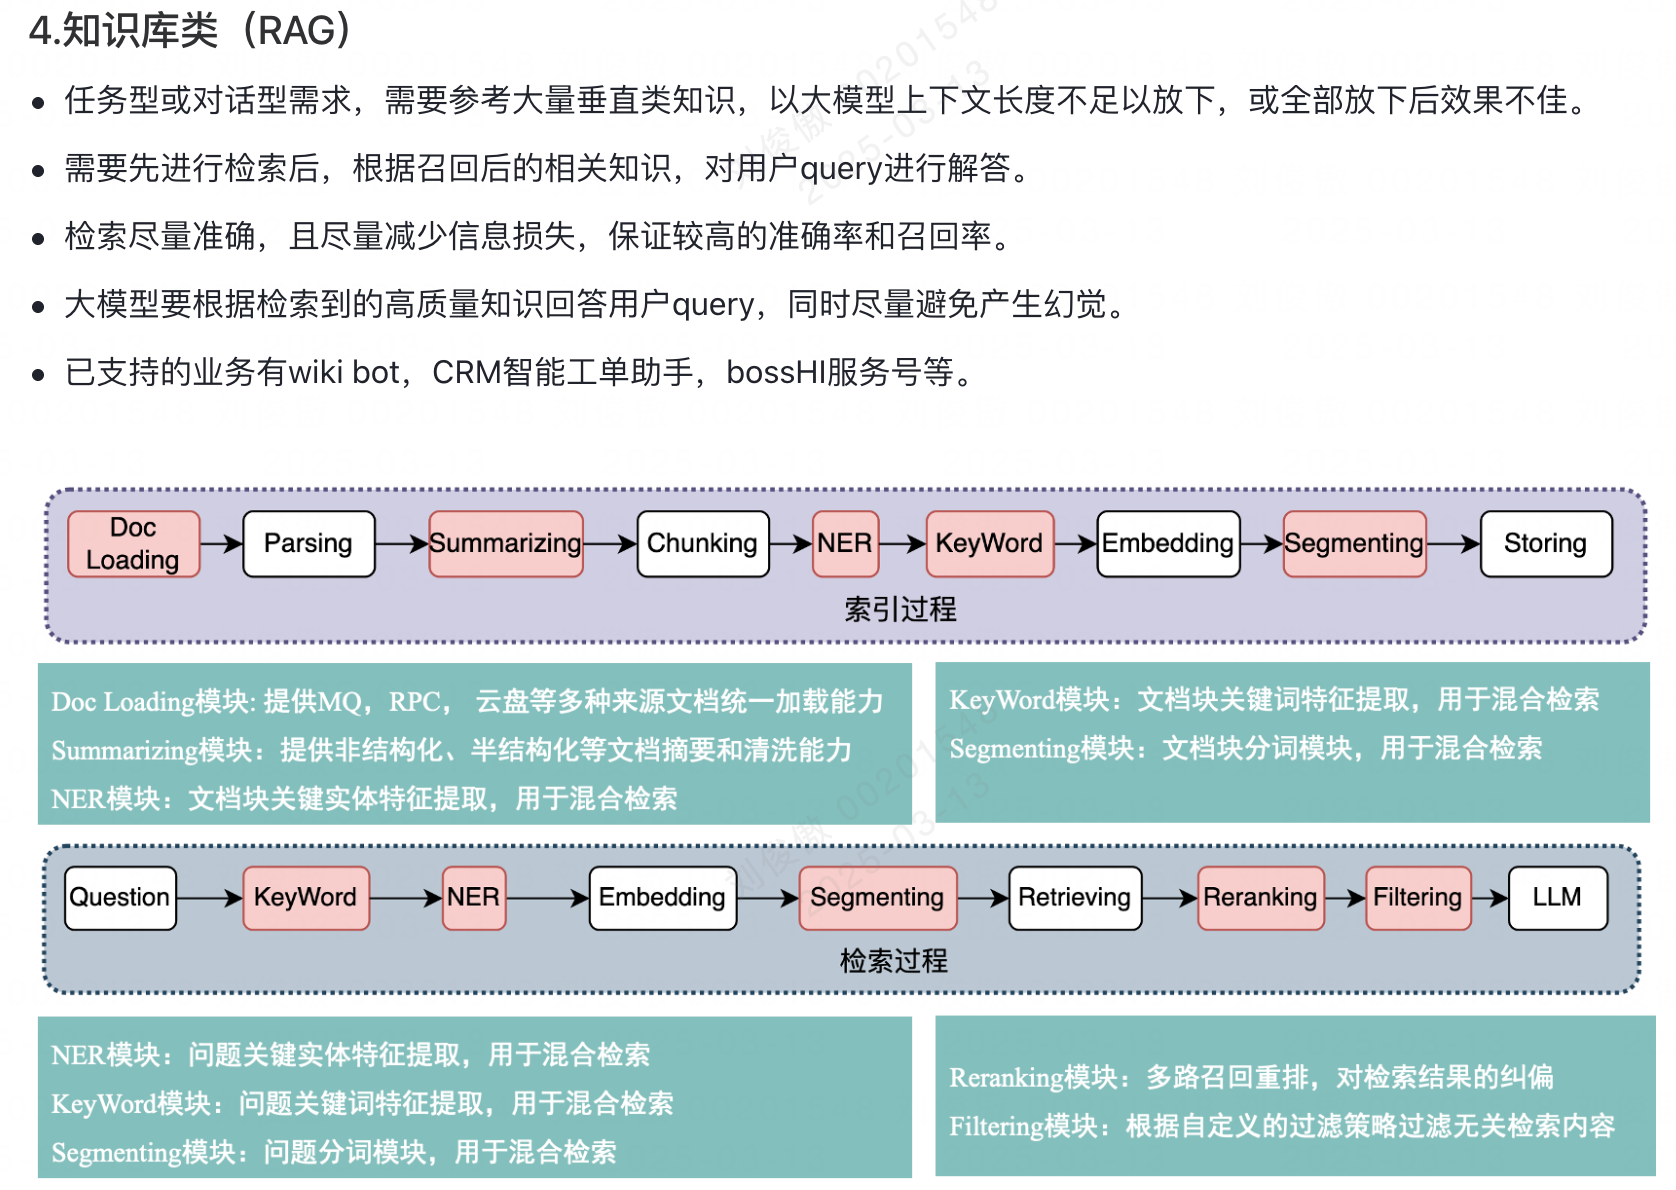 4.知识库类（RAG）
任务型或对话型需求，需要参考大量垂直类知识，以大模型上下文长度不足以放下，或全部放下后效果不佳。
需要先进行检索后，根据召回后的相关知识，对用户query进行解答。
检索尽量准确，且尽量减少信息损失，保证较高的准确率和召回率。
大模型要根据检索到的高质量知识回答用户query，同时尽量避免产生幻觉。
已支持的业务有wiki bot，CRM智能工单助手，bossHI服务号等。
刘俊傲 00201548
2025-03-13
Doc
Loading
Parsing
Summarizing
Chunking
NER
KeyWord
Embedding
Segmenting
Storing
索引过程
Doc Loading模块: 提供MQ，RPC， 云盘等多种来源文档统一加载能力
Summarizing模块：提供非结构化、半结构化等文档摘要和清洗能力
NER模块：文档块关键实体特征提取，用于混合检索
KeyWord模块：文档块关键词特征提取，用于混合检索
Segmenting模块：文档块分词模块，用于混合检索
刘俊傲 00201548
2025-03-13
Question
KeyWord
NER
Embedding
Segmenting
Retrieving
Reranking
Filtering
LLM
检索过程
NER模块：问题关键实体特征提取，用于混合检索
KeyWord模块：问题关键词特征提取，用于混合检索
Segmenting模块：问题分词模块，用于混合检索
Reranking模块：多路召回重排，对检索结果的纠偏
Filtering模块：根据自定义的过滤策略过滤无关检索内容